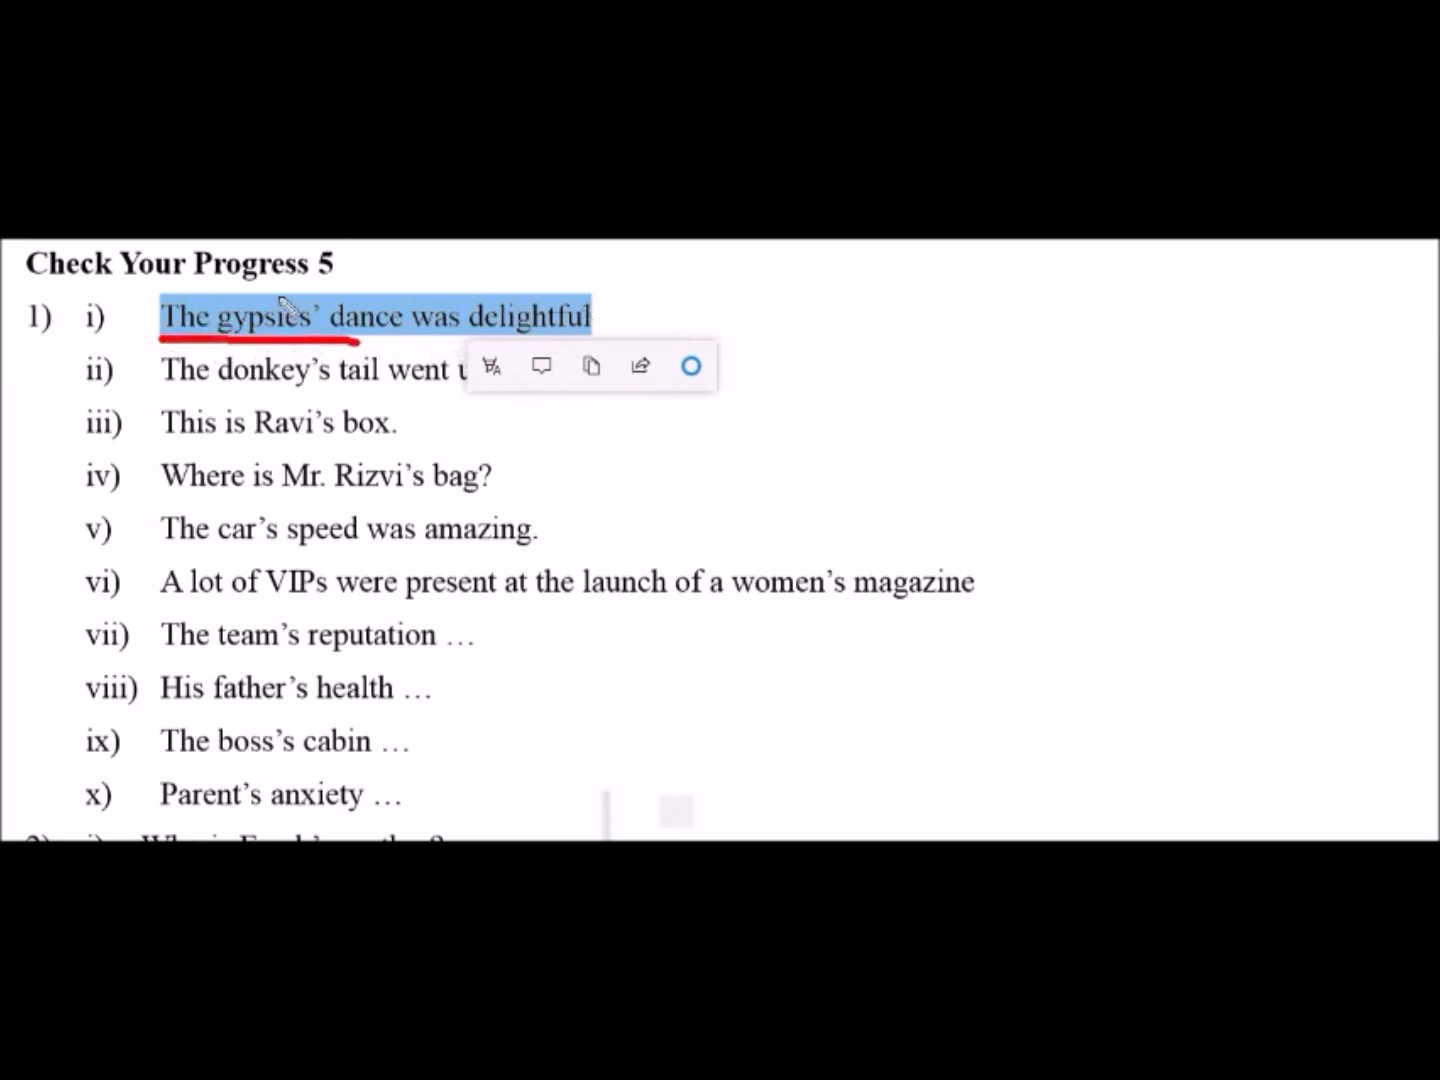 Check Your Progress 5
1) i) The gypsies’ dance was delightful
ii) The donkey’s tail went
iii) This is Ravi’s box.
iv) Where is Mr. Rizvi’s bag?
v) The car’s speed was amazing.
vi) A lot of VIPs were present at the launch of a women’s magazine
vii) The team’s reputation …
viii) His father’s health …
ix) The boss’s cabin …
x) Parent’s anxiety …